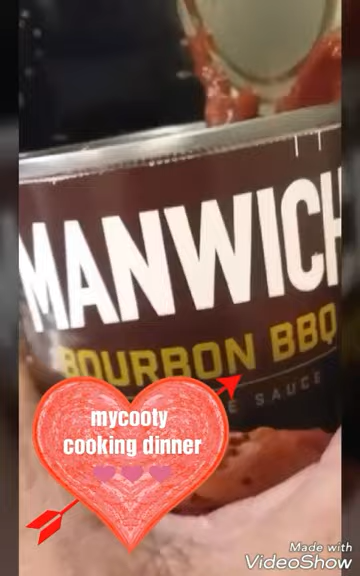 MANWICH
BOURBON BBQ
SAUCE
mycooty
cooking dinner
Made with
VideoShow